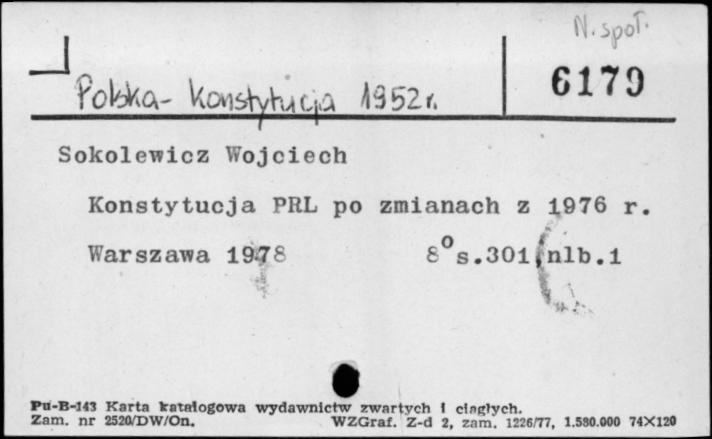 N. społ.
Polska - Konstytucja 1952 r.
6179
Sokolewicz Wojciech
Konstytucja PRL po zmianach z 1976 r.
Warszawa 1978 8° s.301, nlb.1
Pu-B-143 Karta katalogowa wydawnictw zwartych i ciągłych.
Zam. nr 2520/DW/On. WZGraf. Z-d 2, zam. 1226/77, 1.580.000 74×120